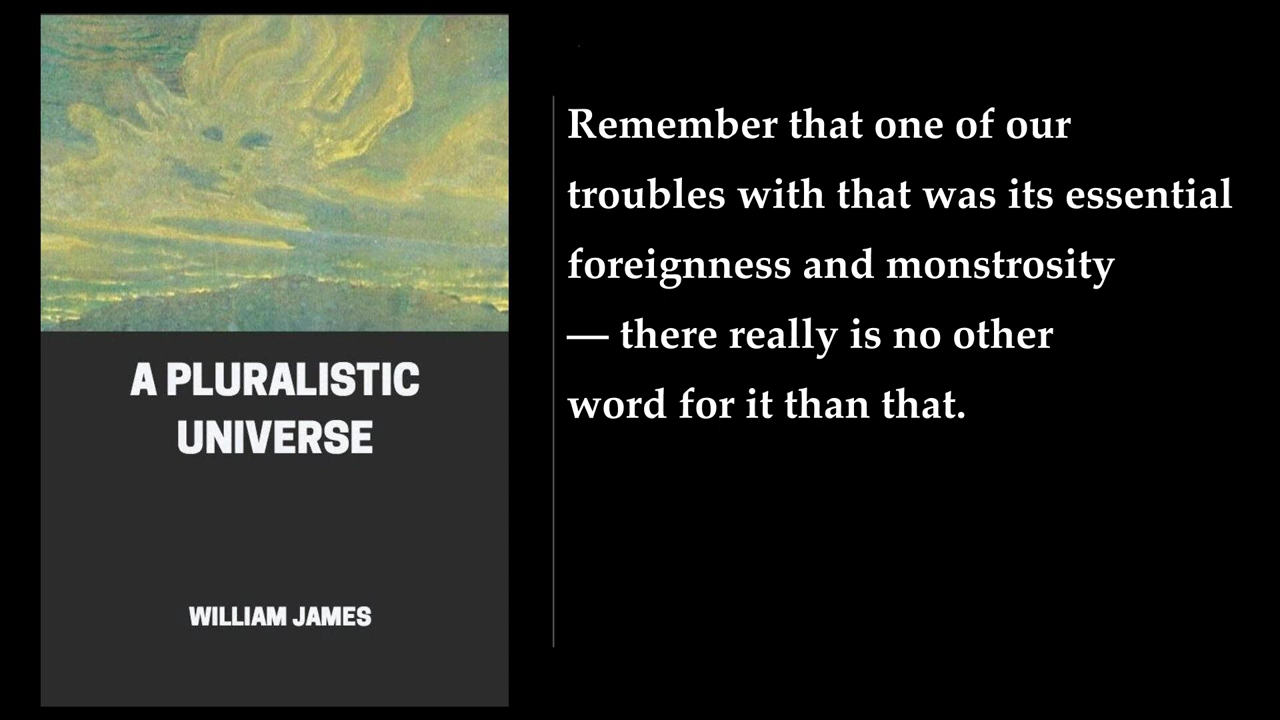 A PLURALISTIC
UNIVERSE
WILLIAM JAMES
Remember that one of our
troubles with that was its essential
foreignness and monstrosity
— there really is no other
word for it than that.